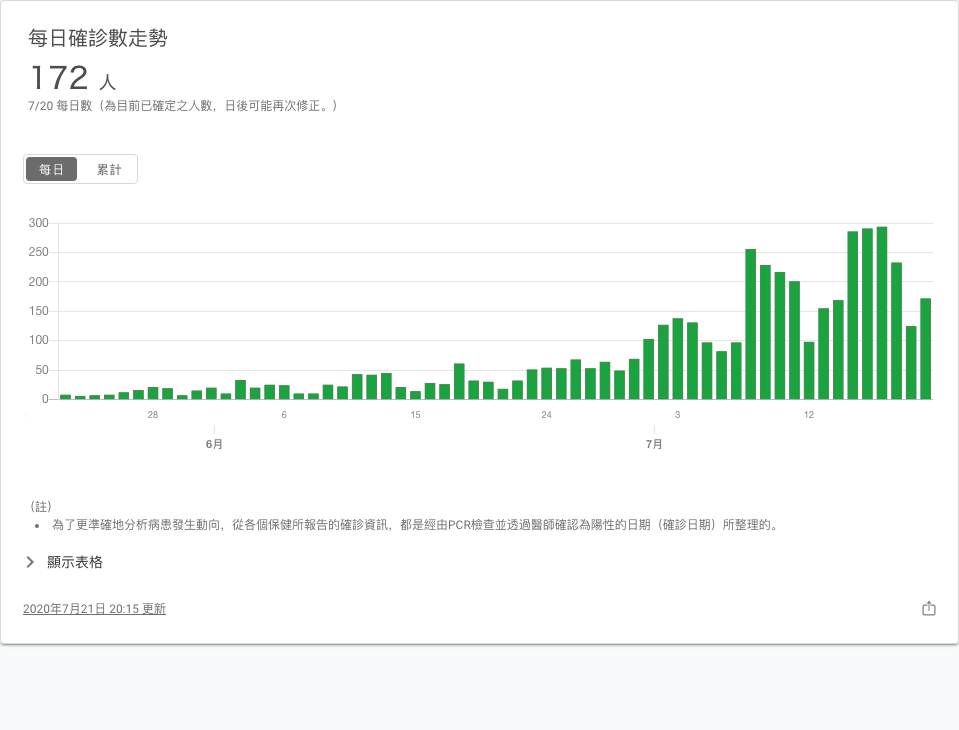 每日確診數走勢
172 人
7/20 每日數（為目前已確定之人數，日後可能再次修正。）
每日 累計
300
250
200
150
100
50
0
28 6 15 24 3 12
6月 7月
（註）
• 為了更準確地分析病患發生動向，從各個保健所報告的確診資訊，都是經由PCR檢查並透過醫師確認為陽性的日期（確診日期）所整理的。
顯示表格
2020年7月21日 20:15 更新